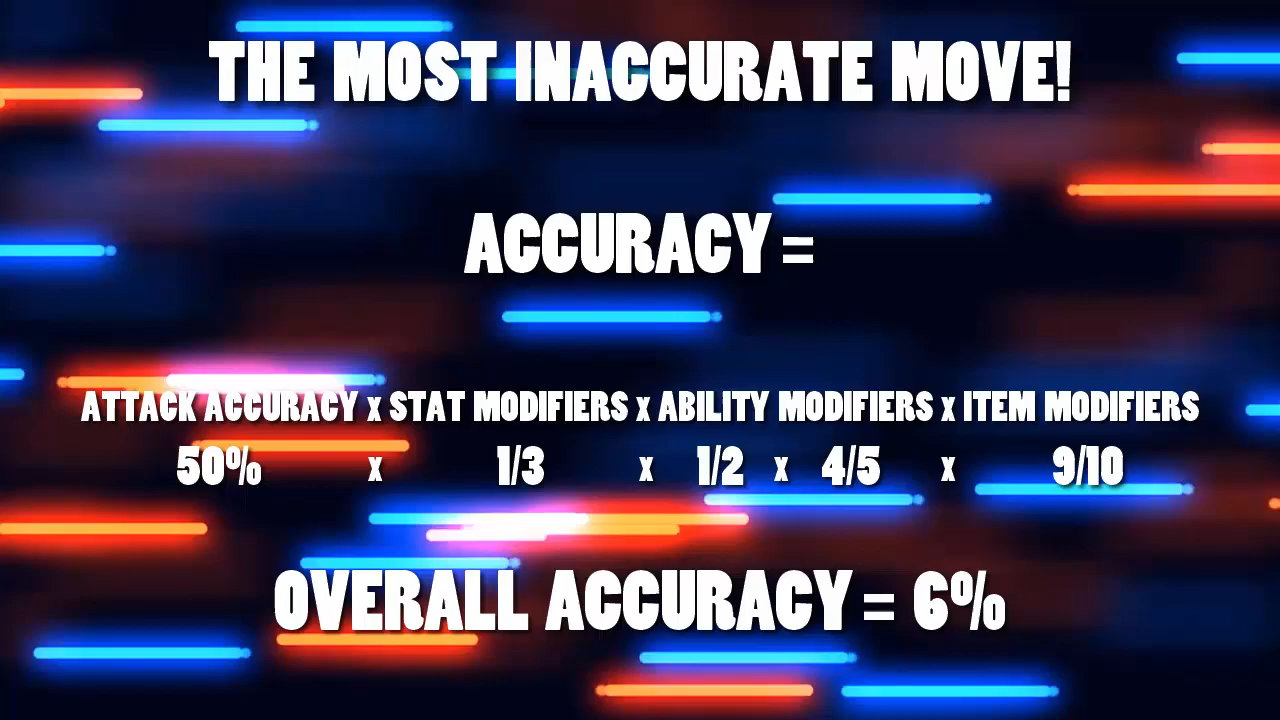 THE MOST INACCURATE MOVE!
ACCURACY =
ATTACK ACCURACY x STAT MODIFIERS x ABILITY MODIFIERS x ITEM MODIFIERS
50% x 1/3 x 1/2 x 4/5 x 9/10
OVERALL ACCURACY = 6%